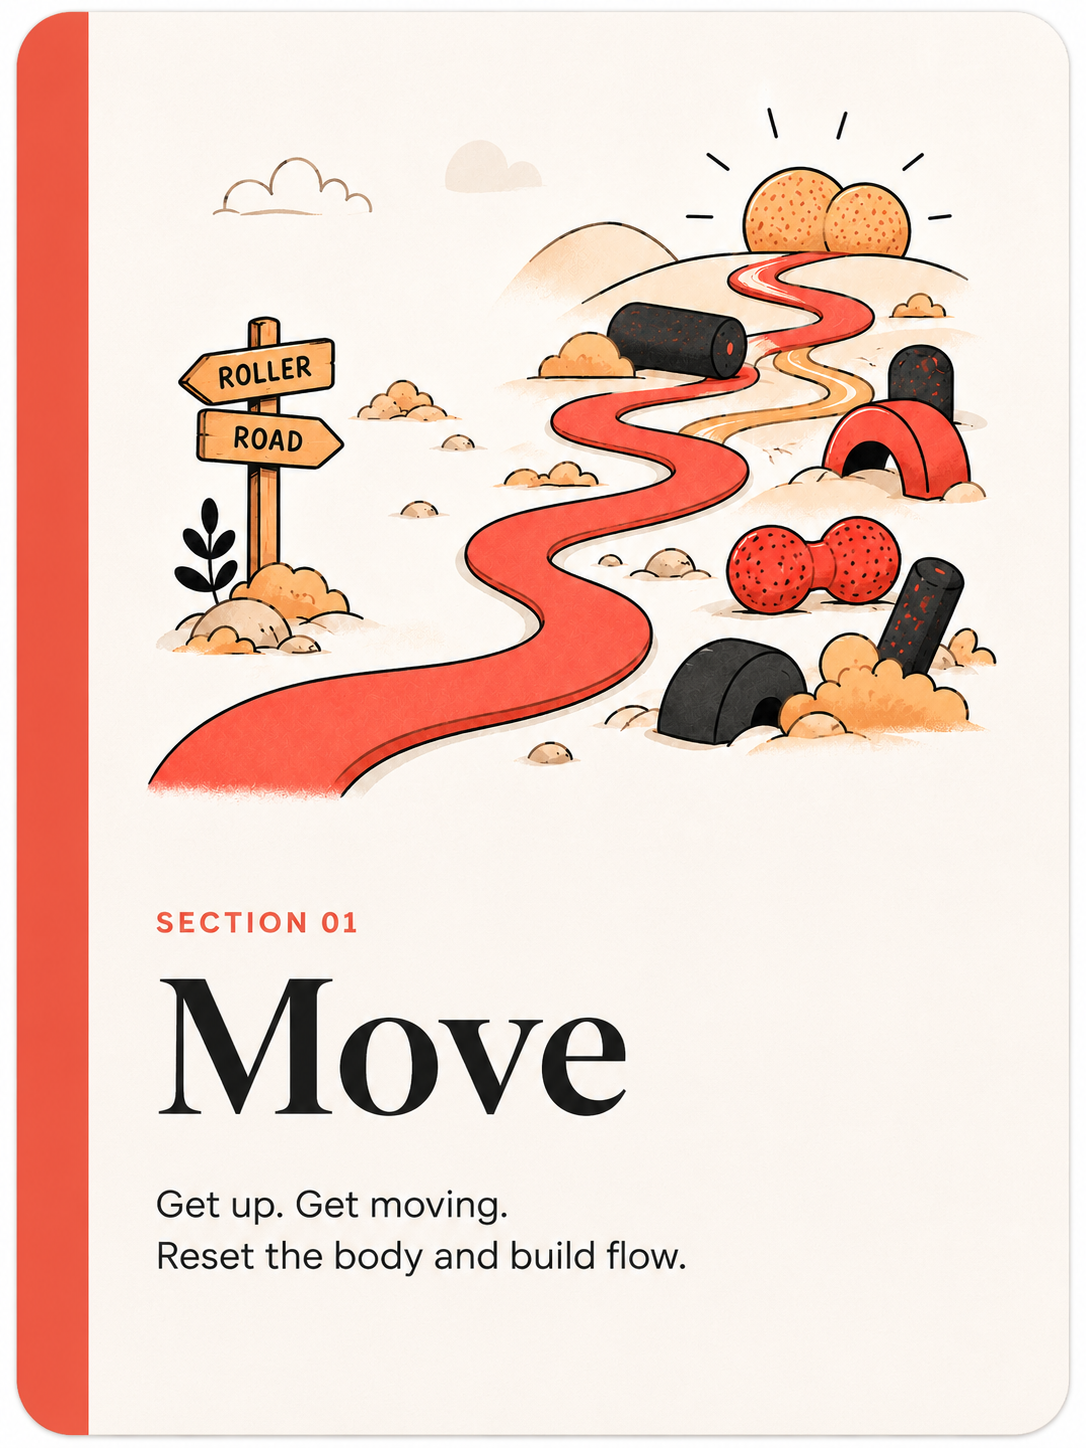 ROLLER
ROAD
SECTION 01
Move
Get up. Get moving.
Reset the body and build flow.